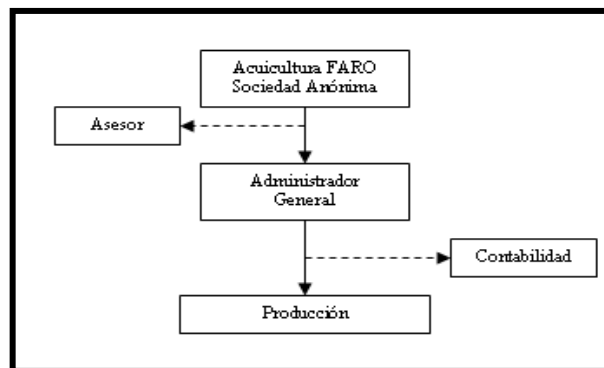 Acuicultura FARO
Sociedad Anónima
Asesor
Administrador
General
Contabilidad
Producción